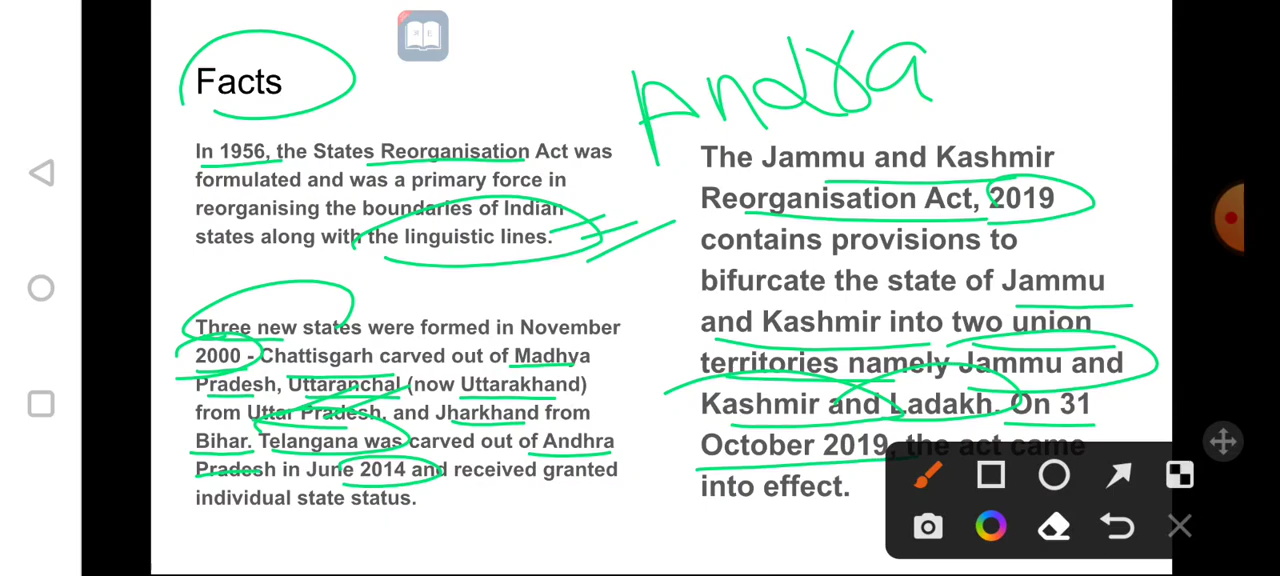 Facts
Andra
In 1956, the States Reorganisation Act was
formulated and was a primary force in
reorganising the boundaries of Indian
states along with the linguistic lines.
Three new states were formed in November
2000 - Chattisgarh carved out of Madhya
Pradesh, Uttaranchal (now Uttarakhand)
from Uttar Pradesh, and Jharkhand from
Bihar. Telangana was carved out of Andhra
Pradesh in June 2014 and received granted
individual state status.
The Jammu and Kashmir
Reorganisation Act, 2019
contains provisions to
bifurcate the state of Jammu
and Kashmir into two union
territories namely Jammu and
Kashmir and Ladakh. On 31
October 2019, the act came
into effect.